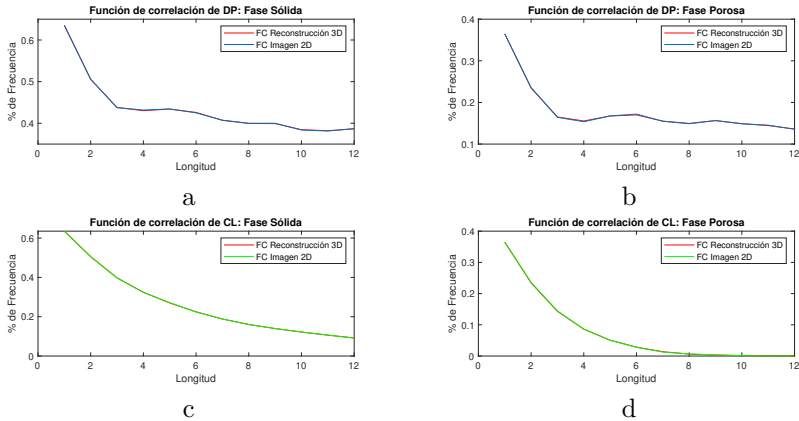 Función de correlación de DP: Fase Sólida
% de Frecuencia
0.6
0.5
0.4
0 2 4 6 8 10 12
Longitud
FC Reconstrucción 3D
FC Imagen 2D
a
Función de correlación de DP: Fase Porosa
% de Frecuencia
0.4
0.3
0.2
0.1
0 2 4 6 8 10 12
Longitud
FC Reconstrucción 3D
FC Imagen 2D
b
Función de correlación de CL: Fase Sólida
% de Frecuencia
0.6
0.4
0.2
0
0 2 4 6 8 10 12
Longitud
FC Reconstrucción 3D
FC Imagen 2D
c
Función de correlación de CL: Fase Porosa
% de Frecuencia
0.4
0.3
0.2
0.1
0
0 2 4 6 8 10 12
Longitud
FC Reconstrucción 3D
FC Imagen 2D
d